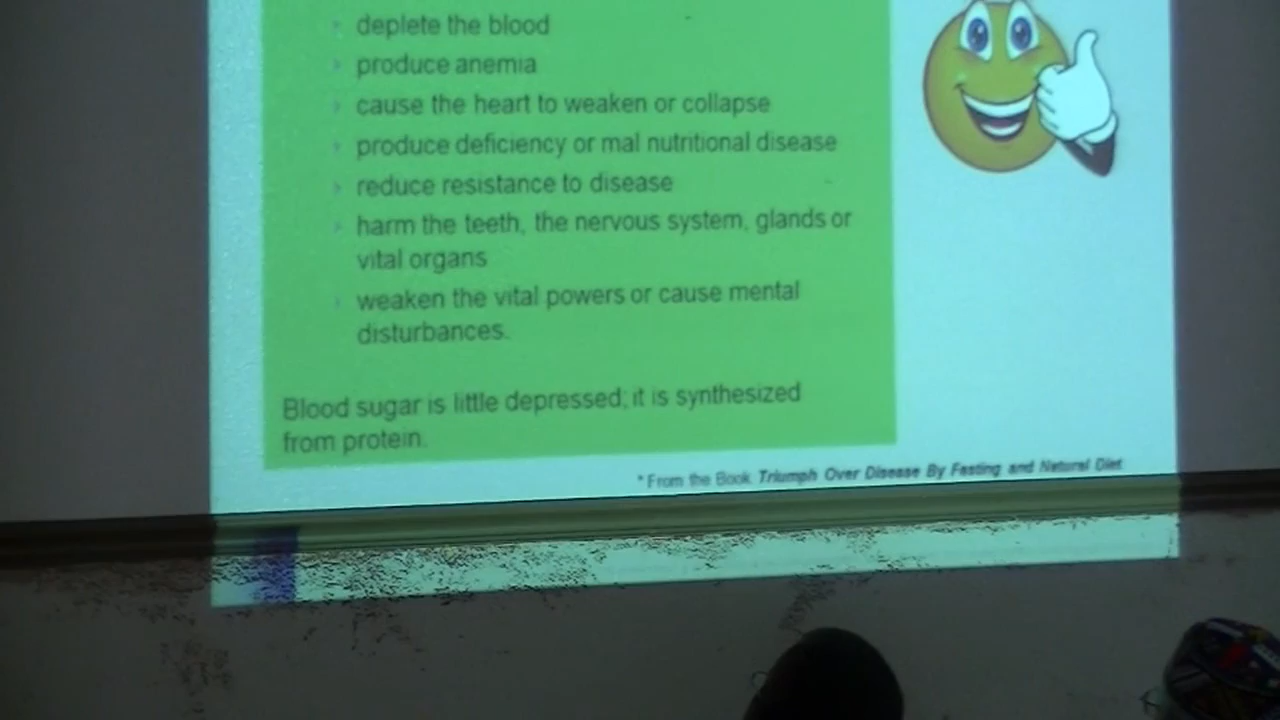 deplete the blood
produce anemia
cause the heart to weaken or collapse
produce deficiency or mal nutritional disease
reduce resistance to disease
harm the teeth, the nervous system, glands or
vital organs
weaken the vital powers or cause mental
disturbances.
Blood sugar is little depressed; it is synthesized
from protein.
* From the Book Triumph Over Disease By Fasting and Natural Diet